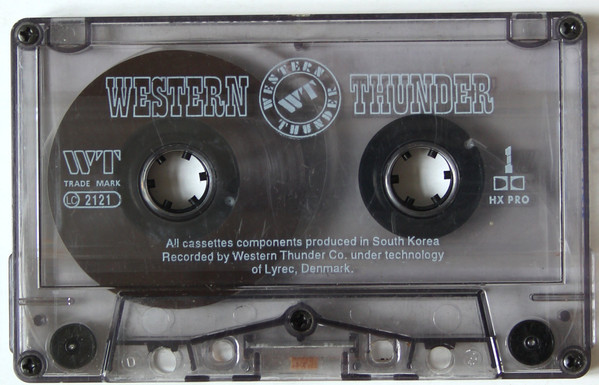 WESTERN THUNDER
WESTERN THUNDER
WT
WT
TRADE MARK
LC 2121
1
HX PRO
All cassettes components produced in South Korea
Recorded by Western Thunder Co. under technology
of Lyrec, Denmark.